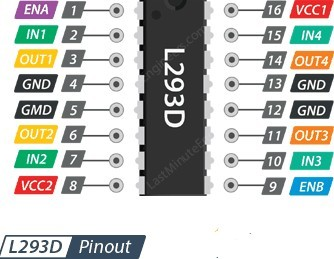 ENA 1 16 VCC1
IN1 2 15 IN4
OUT1 3 14 OUT4
GND 4 13 GND
GMD 5 12 GND
OUT2 6 11 OUT3
IN2 7 10 IN3
VCC2 8 9 ENB
L293D
L293D Pinout